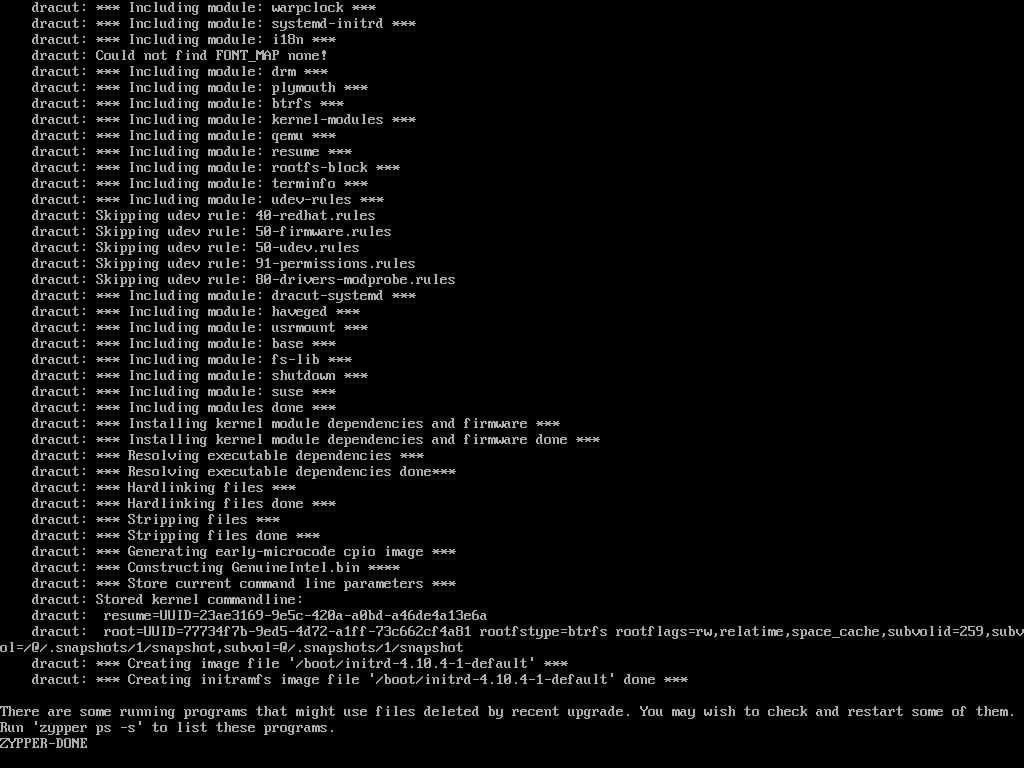 dracut: *** Including module: warpclock ***
dracut: *** Including module: systemd-initrd ***
dracut: *** Including module: i18n ***
dracut: Could not find FONT_MAP none!
dracut: *** Including module: drm ***
dracut: *** Including module: plymouth ***
dracut: *** Including module: btrfs ***
dracut: *** Including module: kernel-modules ***
dracut: *** Including module: qemu ***
dracut: *** Including module: resume ***
dracut: *** Including module: rootfs-block ***
dracut: *** Including module: terminfo ***
dracut: *** Including module: udev-rules ***
dracut: Skipping udev rule: 40-redhat.rules
dracut: Skipping udev rule: 50-firmware.rules
dracut: Skipping udev rule: 50-udev.rules
dracut: Skipping udev rule: 91-permissions.rules
dracut: Skipping udev rule: 80-drivers-modprobe.rules
dracut: *** Including module: dracut-systemd ***
dracut: *** Including module: haveged ***
dracut: *** Including module: usrmount ***
dracut: *** Including module: base ***
dracut: *** Including module: fs-lib ***
dracut: *** Including module: shutdown ***
dracut: *** Including module: suse ***
dracut: *** Including modules done ***
dracut: *** Installing kernel module dependencies and firmware ***
dracut: *** Installing kernel module dependencies and firmware done ***
dracut: *** Resolving executable dependencies ***
dracut: *** Resolving executable dependencies done***
dracut: *** Hardlinking files ***
dracut: *** Hardlinking files done ***
dracut: *** Stripping files ***
dracut: *** Stripping files done ***
dracut: *** Generating early-microcode cpio image ***
dracut: *** Constructing GenuineIntel.bin ****
dracut: *** Store current command line parameters ***
dracut: Stored kernel commandline:
dracut:  resume=UUID=23ae3169-9e5c-420a-a0bd-a46de4a13e6a
dracut:  root=UUID=77734f7b-9ed5-4d72-a1ff-73c662cf4a81 rootfstype=btrfs rootflags=rw,relatime,space_cache,subvolid=259,subv
ol=/@/.snapshots/1/snapshot,subvol=@/.snapshots/1/snapshot
dracut: *** Creating image file '/boot/initrd-4.10.4-1-default' ***
dracut: *** Creating initramfs image file '/boot/initrd-4.10.4-1-default' done ***
There are some running programs that might use files deleted by recent upgrade. You may wish to check and restart some of them.
Run 'zypper ps -s' to list these programs.
ZYPPER-DONE